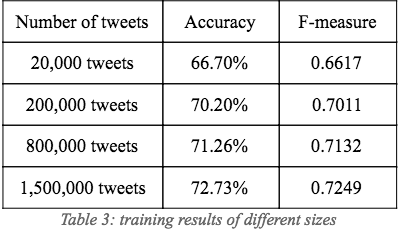 Number of tweets Accuracy F-measure
20,000 tweets 66.70% 0.6617
200,000 tweets 70.20% 0.7011
800,000 tweets 71.26% 0.7132
1,500,000 tweets 72.73% 0.7249
Table 3: training results of different sizes